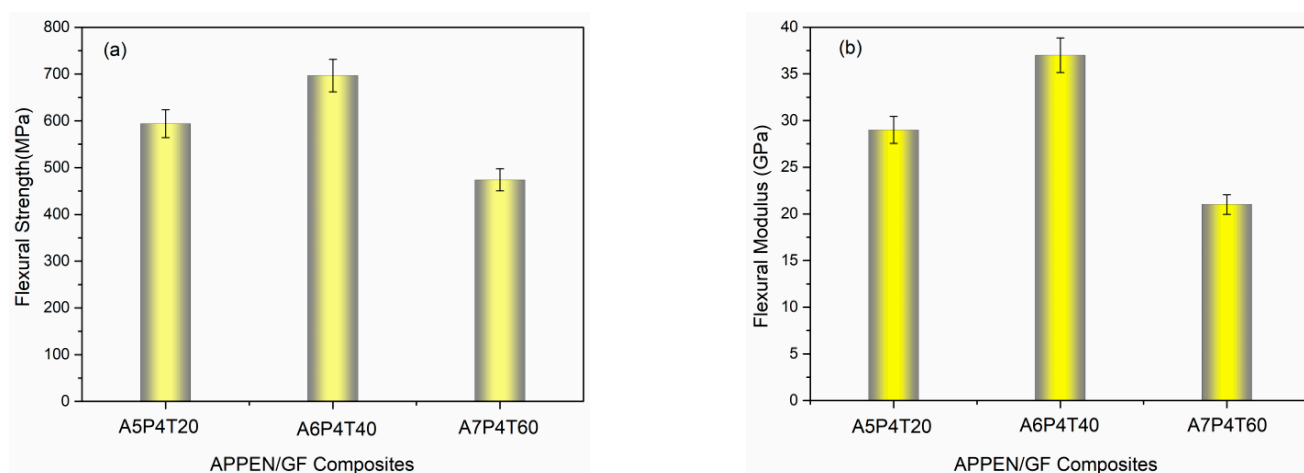 (a)
Flexural Strength(MPa)
800
700
600
500
400
300
200
100
0
A5P4T20 A6P4T40 A7P4T60
APPEN/GF Composites
(b)
Flexural Modulus (GPa)
40
35
30
25
20
15
10
5
0
A5P4T20 A6P4T40 A7P4T60
APPEN/GF Composites